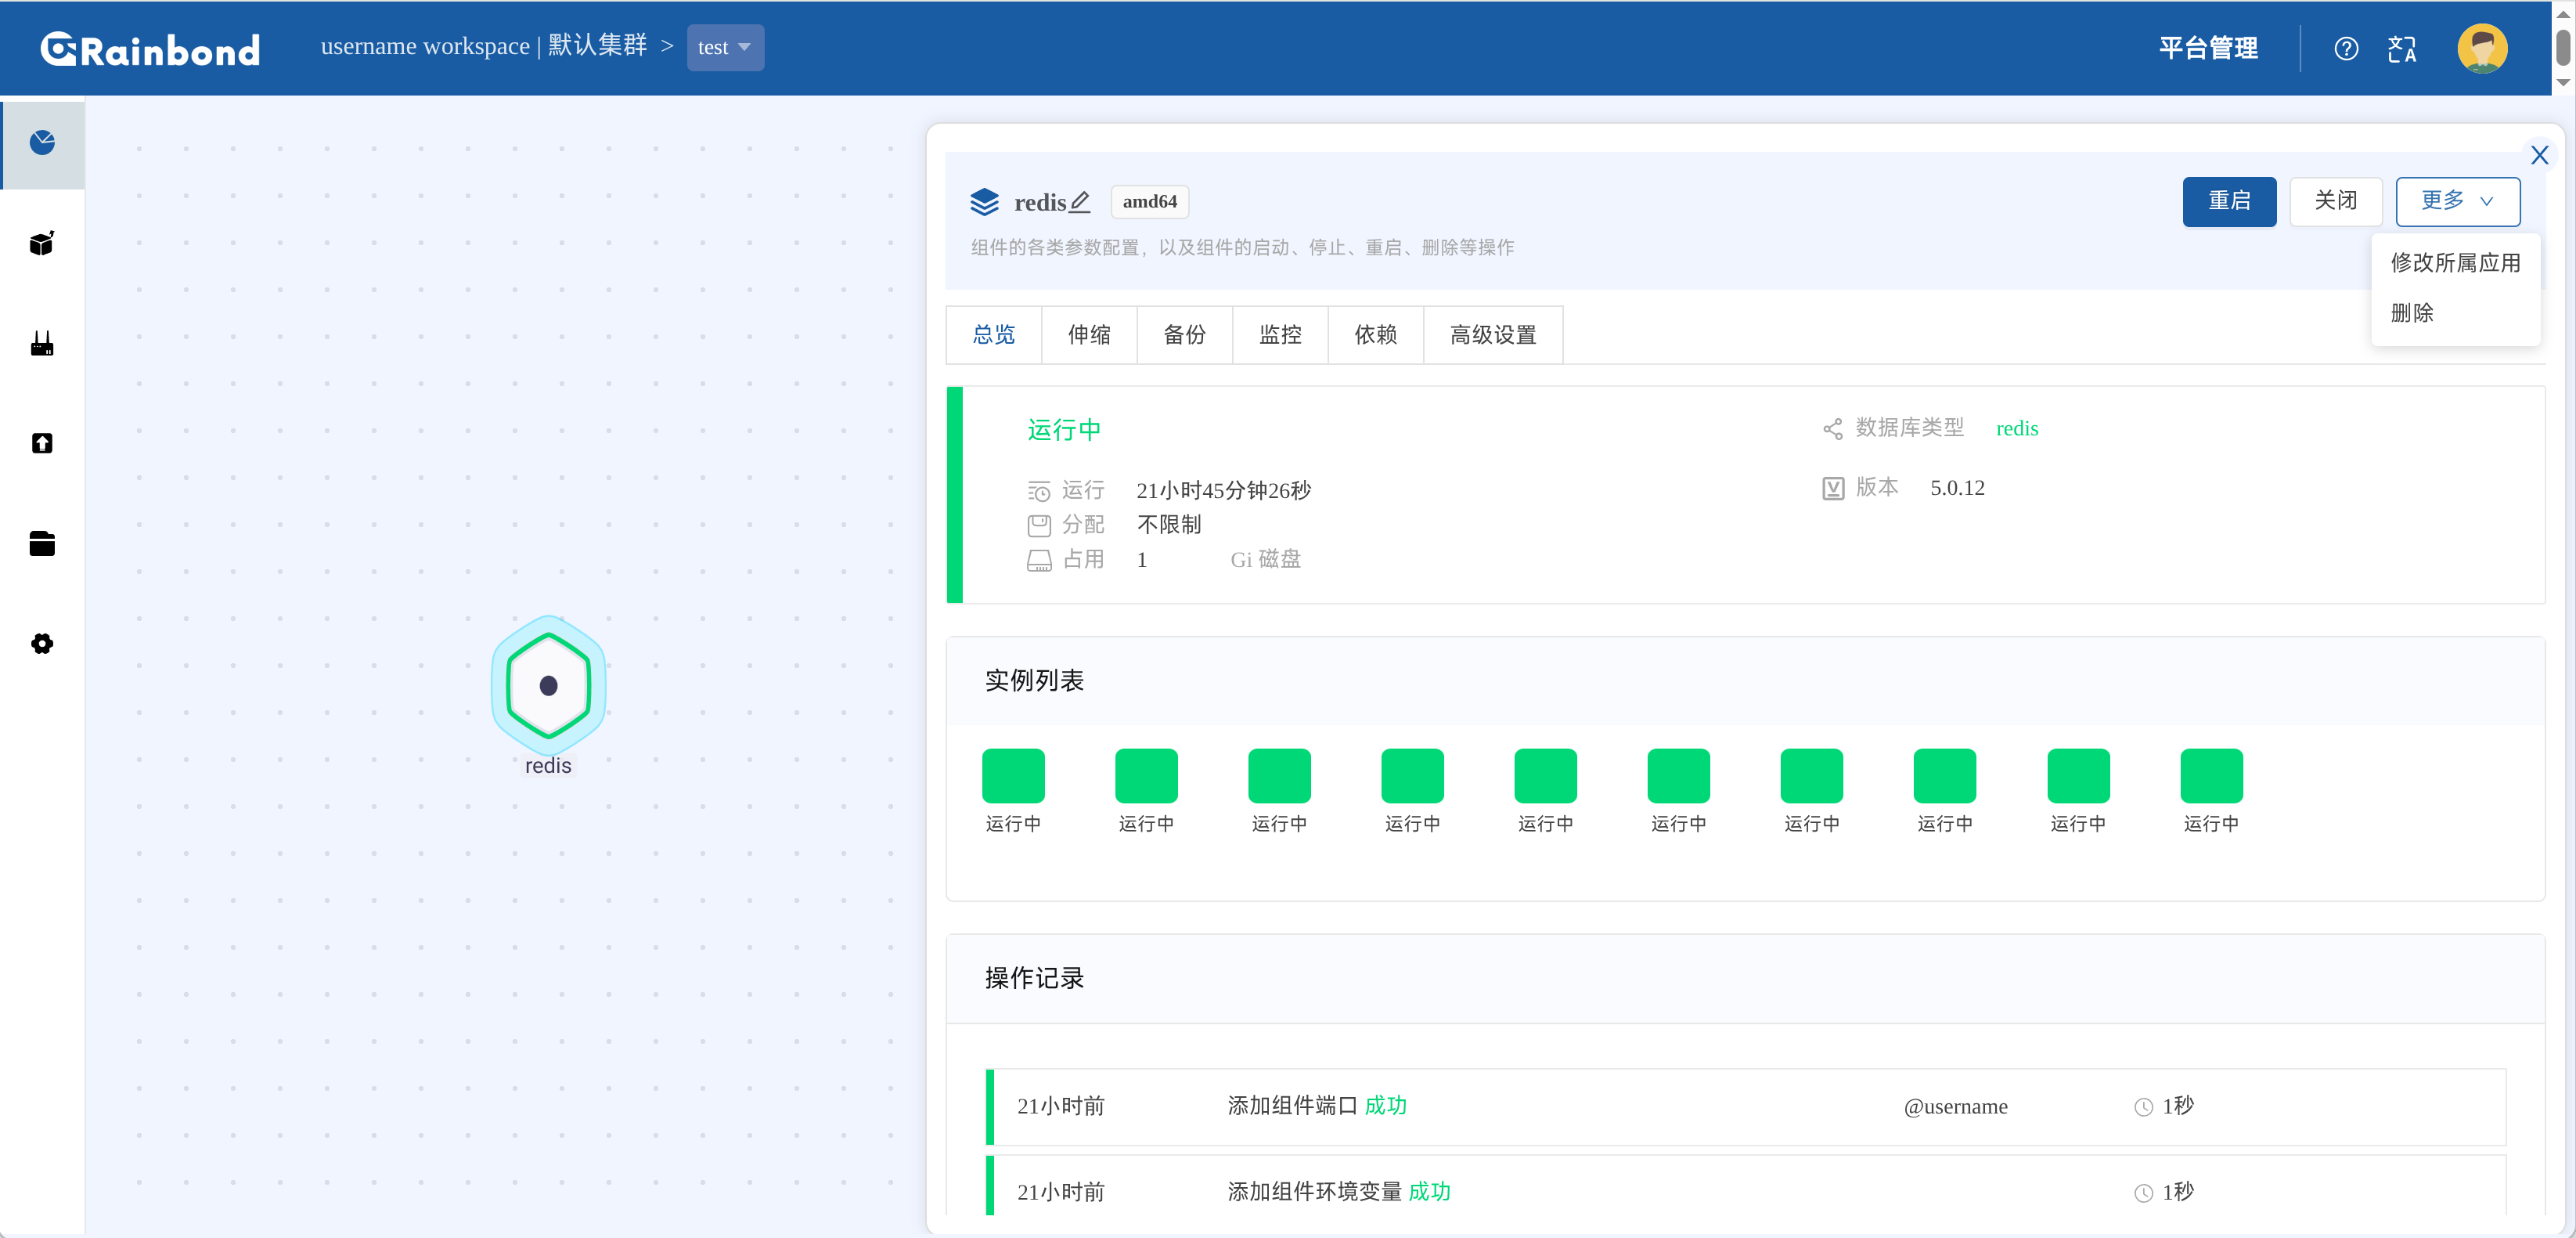 Rainbond
username workspace | 默认集群 > test
平台管理
文 A
redis
X
redis amd64
重启 关闭 更多
组件的各类参数配置，以及组件的启动、停止、重启、删除等操作
修改所属应用
删除
总览 伸缩 备份 监控 依赖 高级设置
运行中
数据库类型 redis
运行 21小时45分钟26秒
版本 5.0.12
分配 不限制
占用 1 Gi 磁盘
实例列表
运行中 运行中 运行中 运行中 运行中 运行中 运行中 运行中 运行中 运行中
操作记录
21小时前 添加组件端口 成功 @username 1秒
21小时前 添加组件环境变量 成功 1秒